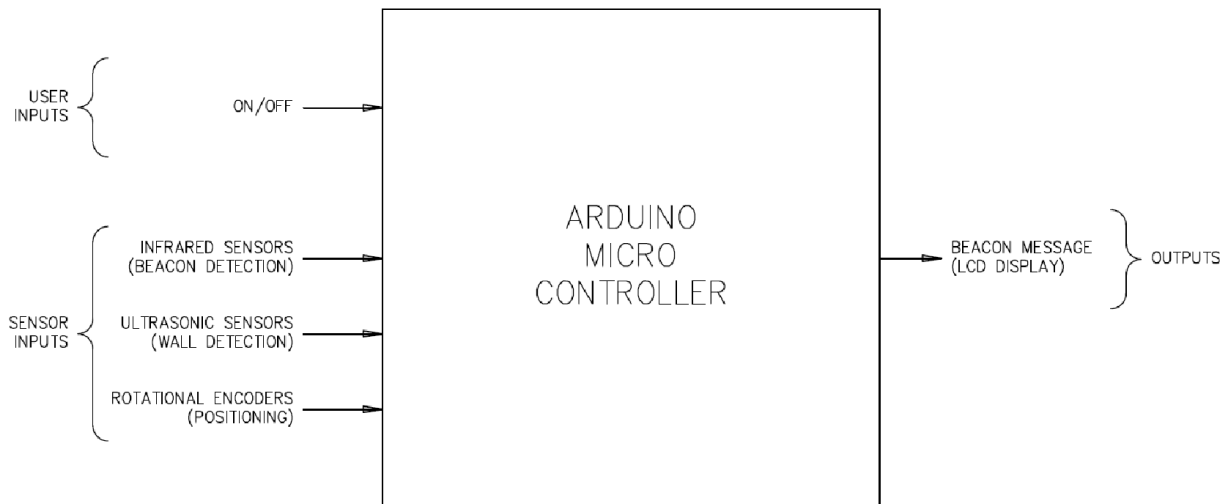 USER
INPUTS
ON/OFF
SENSOR
INPUTS
INFRARED SENSORS
(BEACON DETECTION)
ULTRASONIC SENSORS
(WALL DETECTION)
ROTATIONAL ENCODERS
(POSITIONING)
ARDUINO
MICRO
CONTROLLER
BEACON MESSAGE
(LCD DISPLAY)
OUTPUTS